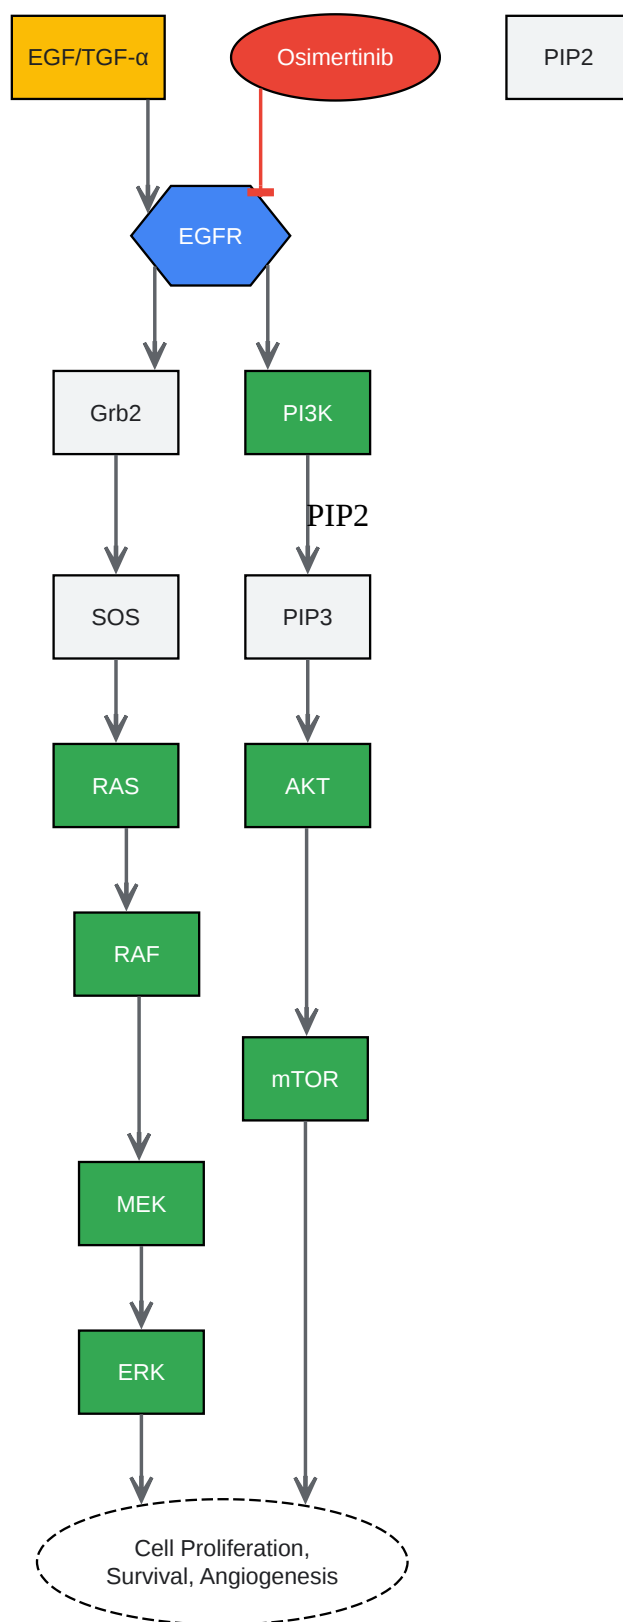 EGF/TGF-α
Osimertinib
PIP2
EGFR
Grb2
PI3K
PIP2
SOS
PIP3
RAS
AKT
RAF
mTOR
MEK
ERK
Cell Proliferation,
Survival, Angiogenesis